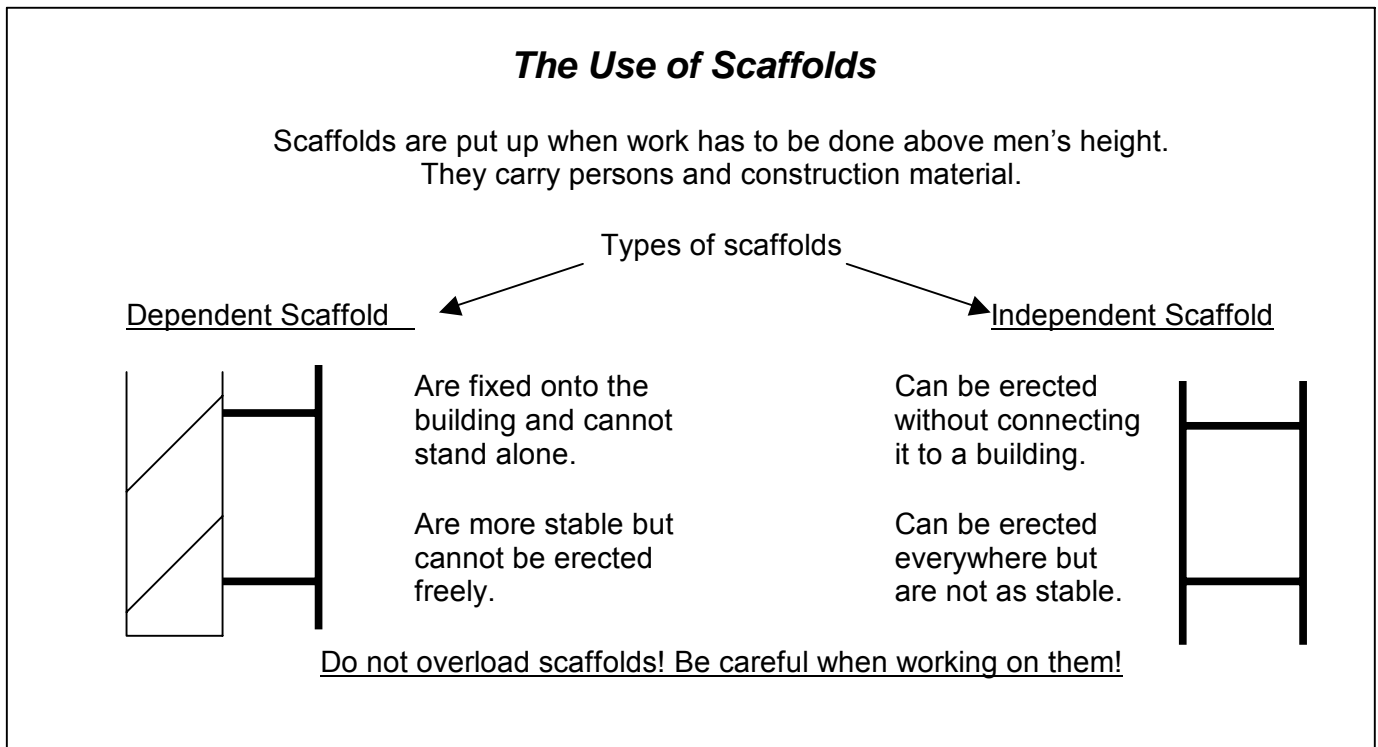 The Use of Scaffolds
Scaffolds are put up when work has to be done above men’s height.
They carry persons and construction material.
Types of scaffolds
Dependent Scaffold
Independent Scaffold
Are fixed onto the
building and cannot
stand alone.
Are more stable but
cannot be erected
freely.
Can be erected
without connecting
it to a building.
Can be erected
everywhere but
are not as stable.
Do not overload scaffolds! Be careful when working on them!